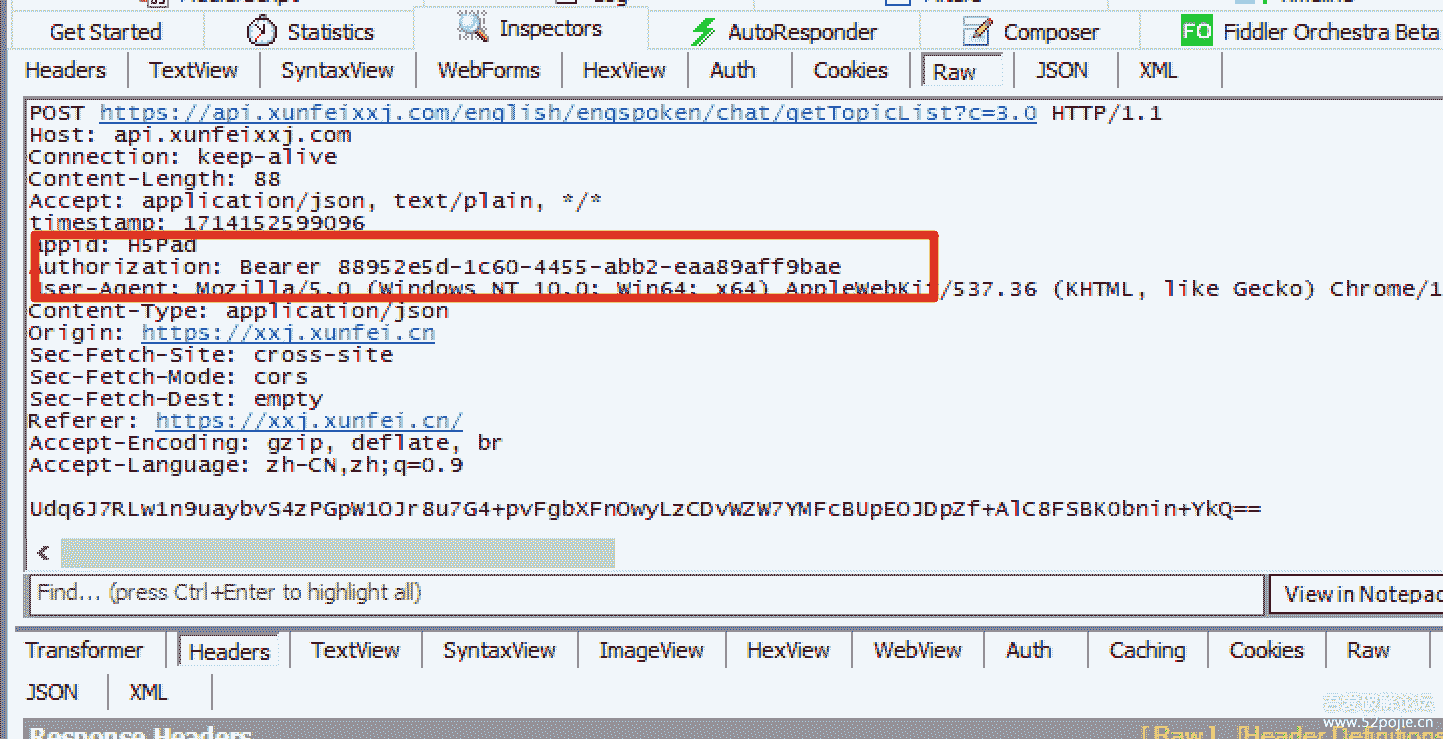 Get Started Statistics Inspectors AutoResponder Composer FO Fiddler Orchestra Beta
Headers TextView SyntaxView WebForms HexView Auth Cookies Raw JSON XML
POST https://api.xunfeixxj.com/english/engspoken/chat/getTopicList?c=3.0 HTTP/1.1
Host: api.xunfeixxj.com
Connection: keep-alive
Content-Length: 88
Accept: application/json, text/plain, */*
timestamp: 1714152599096
appid: H5Pad
Authorization: Bearer 88952e5d-1c60-4455-abb2-eaa89aff9bae
User-Agent: Mozilla/5.0 (Windows NT 10.0; Win64; x64) AppleWebKit/537.36 (KHTML, like Gecko) Chrome/1
Content-Type: application/json
Origin: https://xxj.xunfei.cn
Sec-Fetch-Site: cross-site
Sec-Fetch-Mode: cors
Sec-Fetch-Dest: empty
Referer: https://xxj.xunfei.cn/
Accept-Encoding: gzip, deflate, br
Accept-Language: zh-CN,zh;q=0.9
Udq6J7RLw1n9uaybvS4zPGpW1OJr8u7G4+pvFgbXFnOwyLzCDvWZW7YMFcBUpEOJDpZf+AlC8FSBK0bnin+YkQ==
Find... (press Ctrl+Enter to highlight all) View in Notepad
Transformer Headers TextView SyntaxView ImageView HexView WebView Auth Caching Cookies Raw
JSON XML
Response Headers [ Raw ] [Header Definitions
www.52pojie.cn